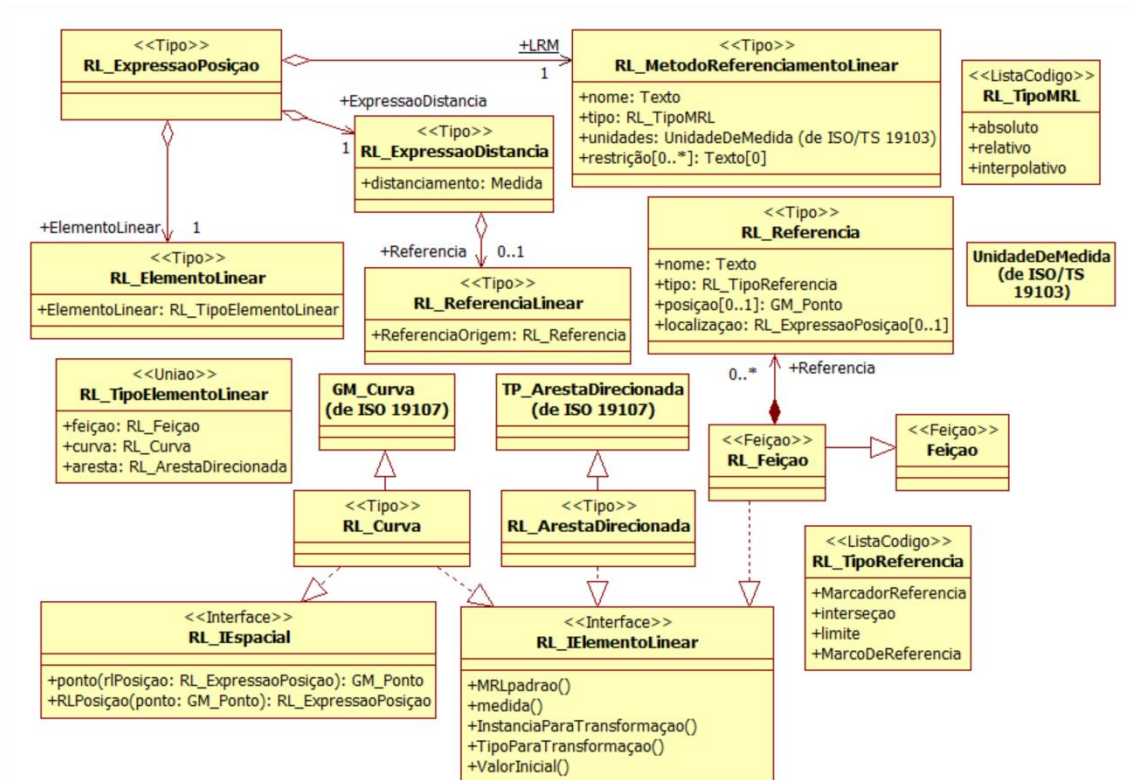 <<Tipo>>
RL_ExpressaoPosiçao
+LRM
1
<<Tipo>>
RL_MetodoReferenciamentoLinear
+nome: Texto
+tipo: RL_TipoMRL
+unidades: UnidadeDeMedida (de ISO/TS 19103)
+restrição[0..*]: Texto[0]
<<ListaCodigo>>
RL_TipoMRL
+absoluto
+relativo
+interpolativo
+ExpressaoDistancia
1
<<Tipo>>
RL_ExpressaoDistancia
+distanciamento: Medida
+ElementoLinear
1
<<Tipo>>
RL_ElementoLinear
+ElementoLinear: RL_TipoElementoLinear
+Referencia
0..1
<<Tipo>>
RL_ReferenciaLinear
+ReferenciaOrigem: RL_Referencia
<<Tipo>>
RL_Referencia
+nome: Texto
+tipo: RL_TipoReferencia
+posiçao[0..1]: GM_Ponto
+localizaçao: RL_ExpressaoPosiçao[0..1]
UnidadeDeMedida
(de ISO/TS
19103)
<<Uniao>>
RL_TipoElementoLinear
+feiçao: RL_Feiçao
+curva: RL_Curva
+aresta: RL_ArestaDirecionada
GM_Curva
(de ISO 19107)
TP_ArestaDirecionada
(de ISO 19107)
0..*
+Referencia
<<Feiçao>>
RL_Feiçao
<<Feiçao>>
Feiçao
<<Tipo>>
RL_Curva
<<Tipo>>
RL_ArestaDirecionada
<<ListaCodigo>>
RL_TipoReferencia
+MarcadorReferencia
+interseçao
+limite
+MarcoDeReferencia
<<Interface>>
RL_IEspacial
+ponto(rlPosiçao: RL_ExpressaoPosiçao): GM_Ponto
+RLPosiçao(ponto: GM_Ponto): RL_ExpressaoPosiçao
<<Interface>>
RL_IElementoLinear
+MRLpadrao()
+medida()
+InstanciaParaTransformaçao()
+TipoParaTransformaçao()
+ValorInicial()